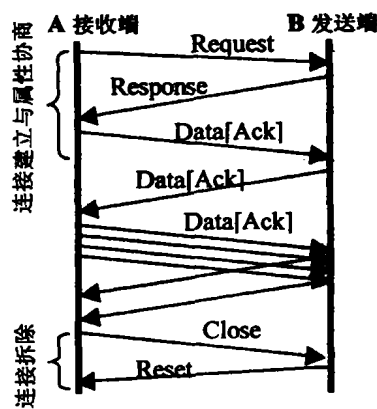 A 接收端 B 发送端
Request
Response
Data[Ack]
Data[Ack]
Data[Ack]
Close
Reset
连接建立与属性协商
连接拆除